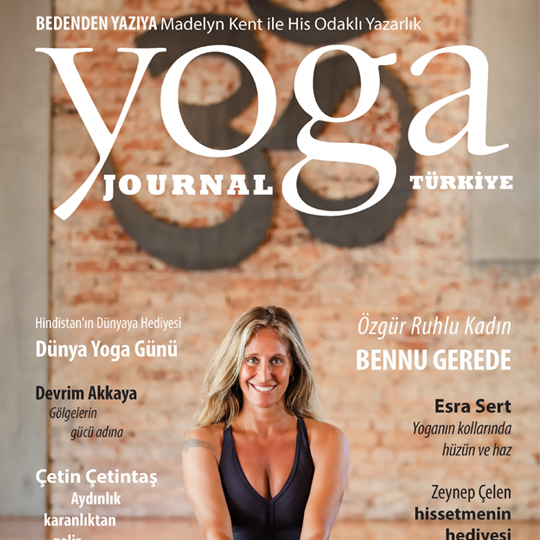 BEDENDEN YAZIYA Madelyn Kent ile His Odaklı Yazarlık
yoga
JOURNAL TÜRKİYE
Hindistan'ın Dünyaya Hediyesi
Dünya Yoga Günü
Devrim Akkaya
Gölgelerin
gücü adına
Çetin Çetintaş
Aydınlık
karanlıktan
gelir
Özgür Ruhlu Kadın
BENNU GEREDE
Esra Sert
Yoganın kollarında
hüzün ve haz
Zeynep Çelen
hissetmenin
hediyesi